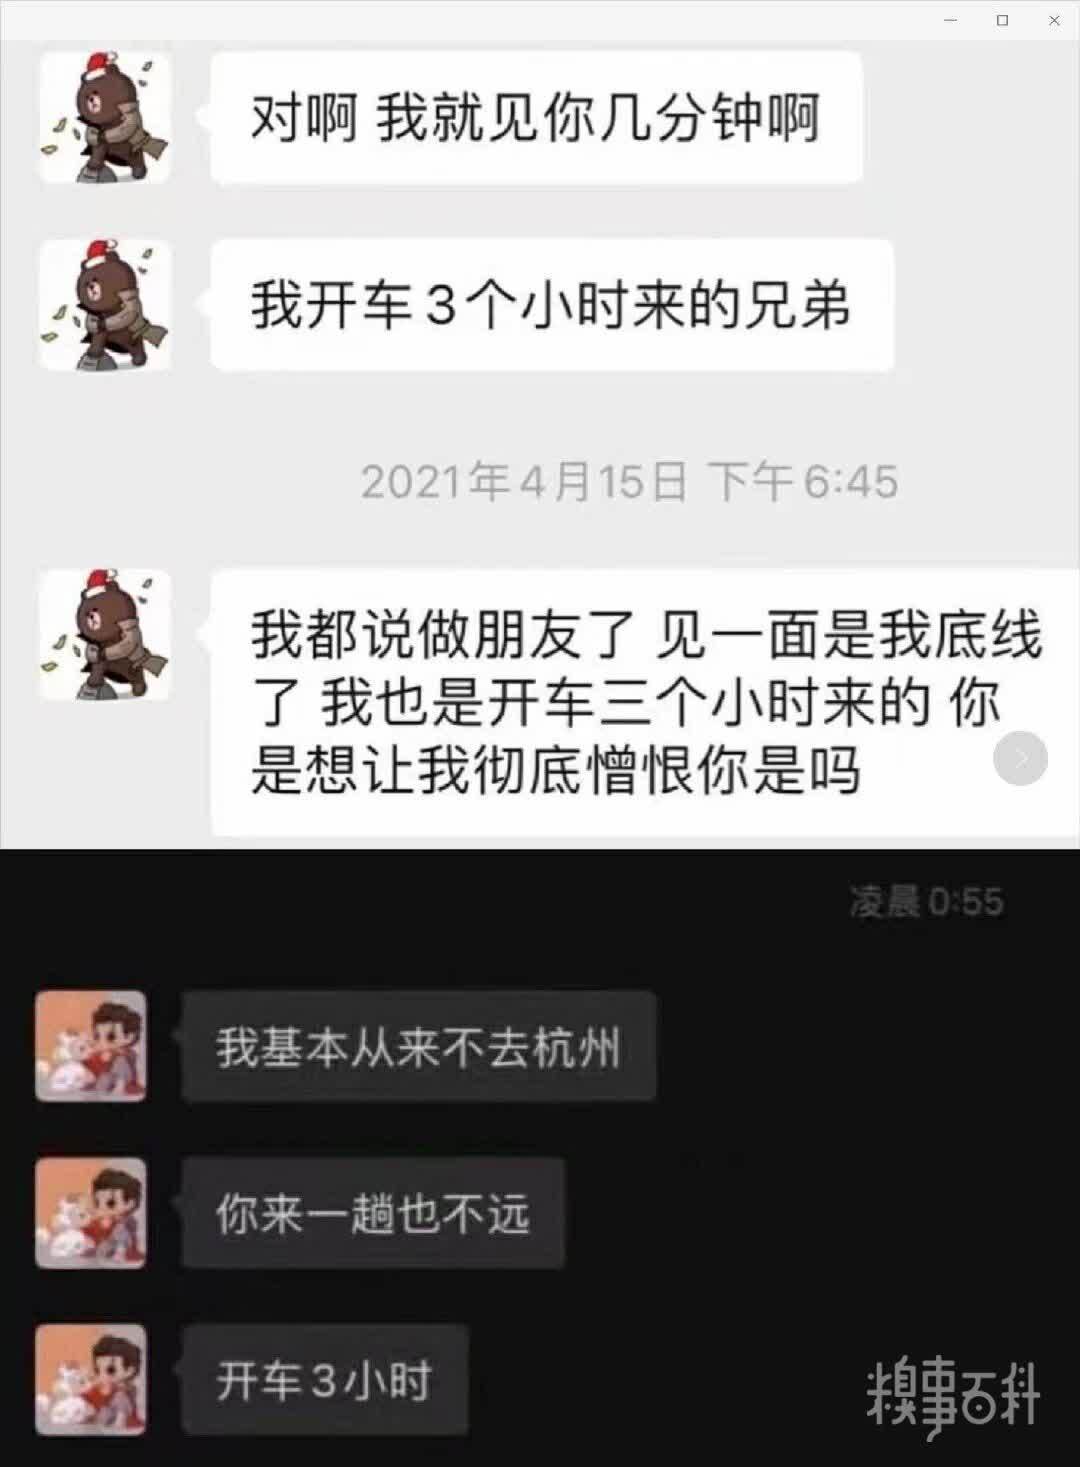 对啊 我就见你几分钟啊
我开车3个小时来的兄弟
2021年4月15日 下午6:45
我都说做朋友了 见一面是我底线
了 我也是开车三个小时来的 你
是想让我彻底憎恨你是吗
凌晨0:55
我基本从来不去杭州
你来一趟也不远
开车3小时
糗事百科